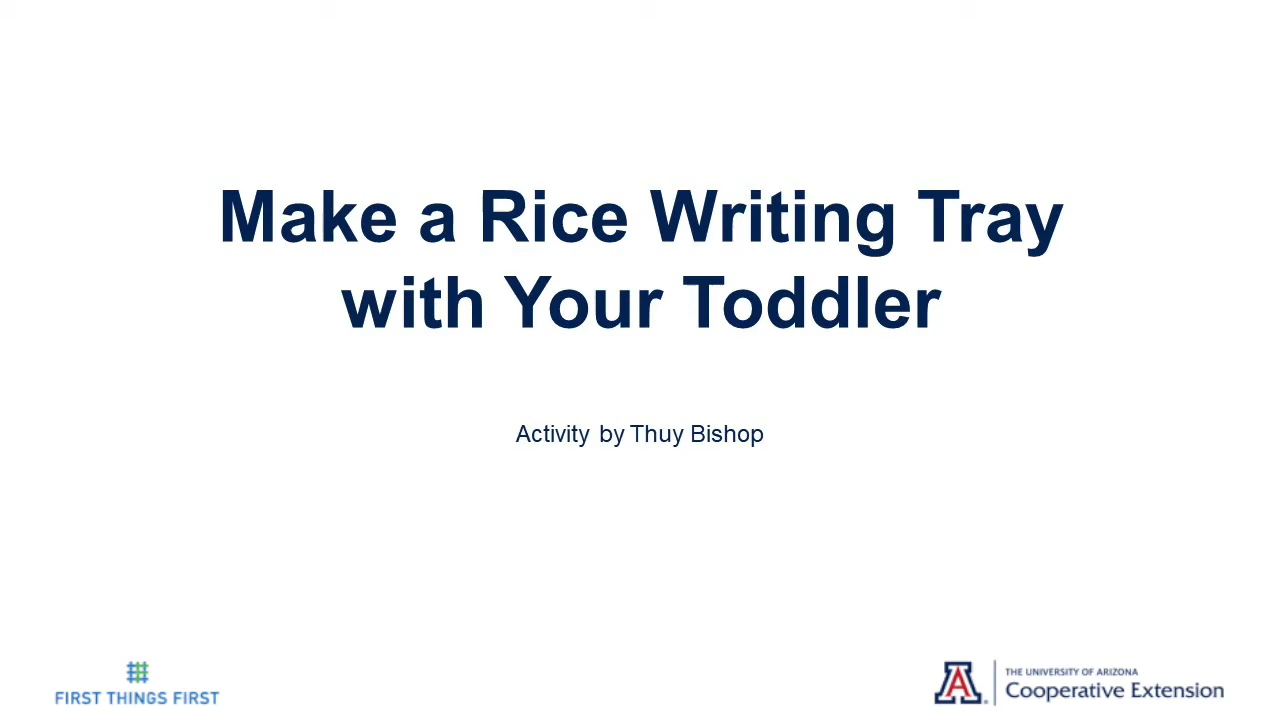 Make a Rice Writing Tray
with Your Toddler
Activity by Thuy Bishop
FIRST THINGS FIRST
A.
THE UNIVERSITY OF ARIZONA
Cooperative Extension